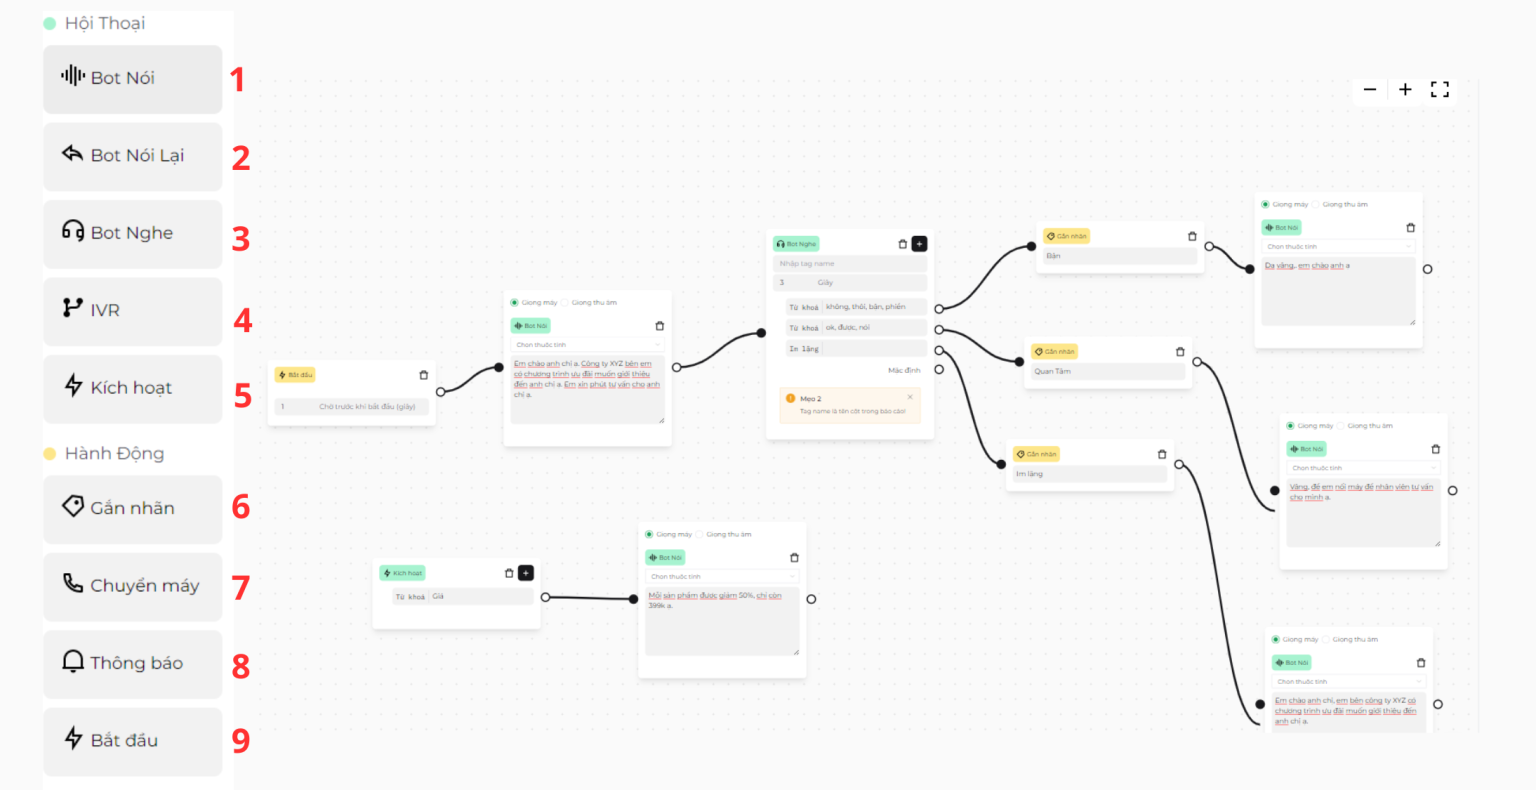 Hội Thoại
Bot Nói
1
Bot Nói Lại
2
Bot Nghe
3
IVR
4
Kích hoạt
5
Hành Động
Gắn nhãn
6
Chuyển máy
7
Thông báo
8
Bắt đầu
9
Bắt đầu
1 Chờ trước khi bắt đầu (giây)
Giọng máy Giọng thu âm
Bot Nói
Chọn thuộc tính
Em chào anh chị ạ. Công ty XYZ bên em
có chương trình ưu đãi muốn giới thiệu
đến anh chị ạ. Em xin phút tư vấn cho anh
chị ạ.
Bot Nghe
Nhập tag name
3 Giây
Từ khoá không, thôi, bận, phiền
Từ khoá ok, được, nói
Im lặng
Mặc định
Mẹo 2
Tag name là tên cột trong báo cáo!
Gắn nhãn
Bận
Gắn nhãn
Quan Tâm
Gắn nhãn
Im lặng
Giọng máy Giọng thu âm
Bot Nói
Chọn thuộc tính
Dạ vâng,, em chào anh ạ
Giọng máy Giọng thu âm
Bot Nói
Chọn thuộc tính
Vâng, để em nối máy để nhân viên tư vấn
cho mình ạ.
Giọng máy Giọng thu âm
Bot Nói
Chọn thuộc tính
Em chào anh chị, em bên công ty XYZ có
chương trình ưu đãi muốn giới thiệu đến
anh chị ạ.
Kích hoạt
Từ khoá Giá
Giọng máy Giọng thu âm
Bot Nói
Chọn thuộc tính
Mỗi sản phẩm được giảm 50%, chỉ còn
399k ạ.